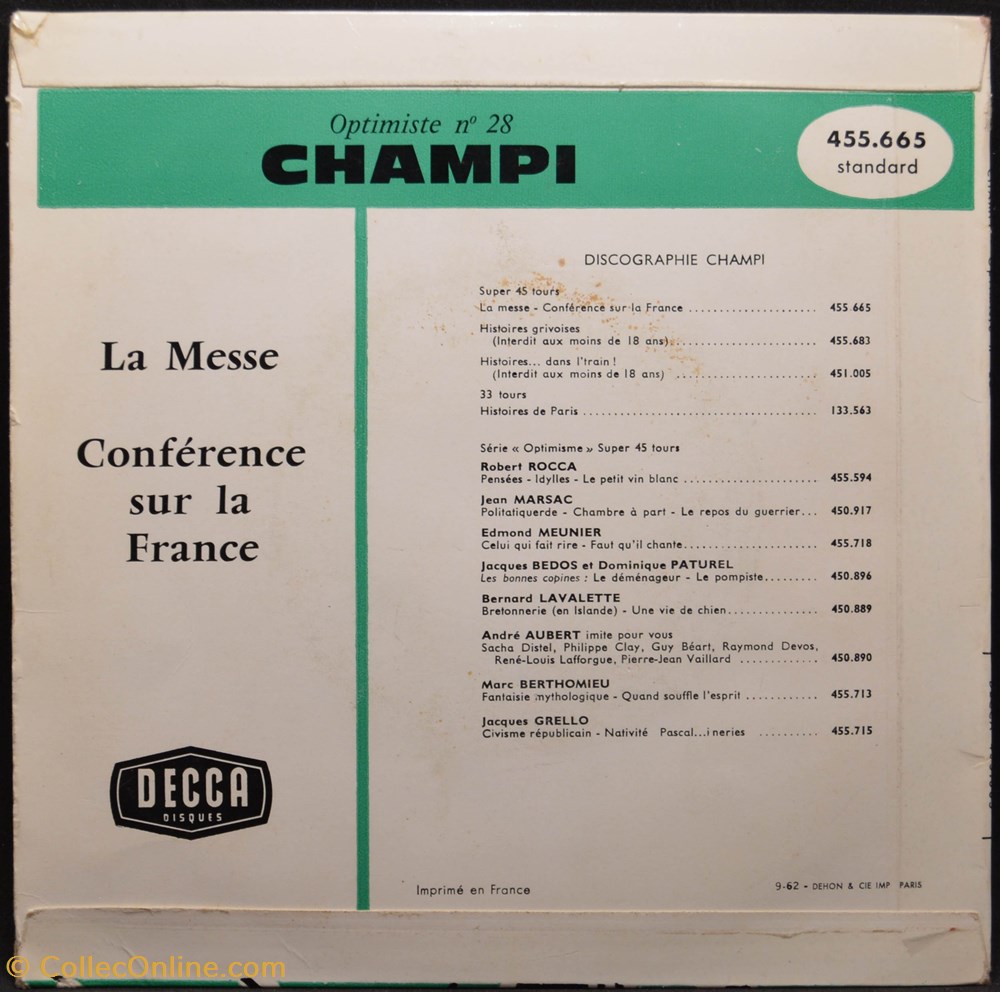 Optimiste nº 28
CHAMPI
455.665
standard
La Messe
Conférence
sur la
France
DECCA
DISQUES
DISCOGRAPHIE CHAMPI
Super 45 tours
La messe - Conférence sur la France ..................... 455 665
Histoires grivoises
(Interdit aux moins de 18 ans)........................ 455.683
Histoires... dans l'train !
(Interdit aux moins de 18 ans) ....................... 451.005
33 tours
Histoires de Paris ...................................... 133.563
Série « Optimisme » Super 45 tours
Robert ROCCA
Pensées - Idylles - Le petit vin blanc ...................... 455.594
Jean MARSAC
Politatiquerde - Chambre à part - Le repos du guerrier... 450.917
Edmond MEUNIER
Celui qui fait rire - Faut qu'il chante...................... 455.718
Jacques BEDOS et Dominique PATUREL
Les bonnes copines : Le déménageur - Le pompiste......... 450.896
Bernard LAVALETTE
Bretonnerie (en Islande) - Une vie de chien............... 450.889
André AUBERT imite pour vous
Sacha Distel, Philippe Clay, Guy Béart, Raymond Devos,
René-Louis Lafforgue, Pierre-Jean Vaillard ............. 450.890
Marc BERTHOMIEU
Fantaisie mythologique - Quand souffle l'esprit ............ 455.713
Jacques GRELLO
Civisme républicain - Nativité Pascal...ineries .......... 455.715
Imprimé en France
9-62 - DEHON & CIE IMP PARIS
© CollecOnline.com